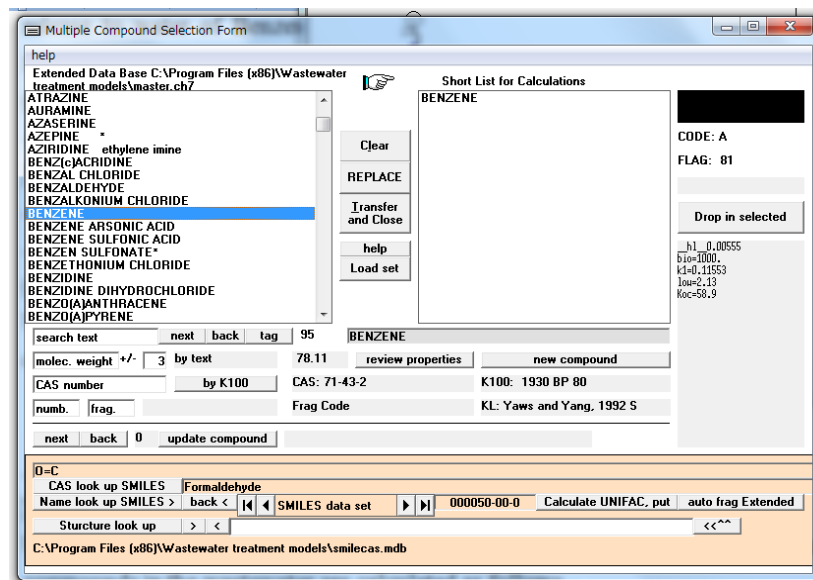 Multiple Compound Selection Form
help
Extended Data Base C:\Program Files (x86)\Wastewater
treatment models\master.ch7
Short List for Calculations
ATRAZINE
AURAMINE
AZASERINE
AZEPINE *
AZIRIDINE ethylene imine
BENZ(c)ACRIDINE
BENZAL CHLORIDE
BENZALDEHYDE
BENZALKONIUM CHLORIDE
BENZENE
BENZENE ARSONIC ACID
BENZENE SULFONIC ACID
BENZEN SULFONATE*
BENZETHONIUM CHLORIDE
BENZIDINE
BENZIDINE DIHYDROCHLORIDE
BENZO(A)ANTHRACENE
BENZO(A)PYRENE
Clear
REPLACE
Transfer
and Close
help
Load set
BENZENE
CODE: A
FLAG: 81
Drop in selected
__hl__0.00555
bio=1000.
k1=0.11553
low=2.13
Koc=58.9
search text next back tag 95 BENZENE
molec. weight +/- 3 by text 78.11 review properties new compound
CAS number by K100 CAS: 71-43-2 K100: 1930 BP 80
numb. frag. Frag Code KL: Yaws and Yang, 1992 S
next back 0 update compound
O=C
CAS look up SMILES Formaldehyde
Name look up SMILES > back < SMILES data set 000050-00-0 Calculate UNIFAC, put auto frag Extended
Sturcture look up > < <<^^
C:\Program Files (x86)\Wastewater treatment models\smilecas.mdb